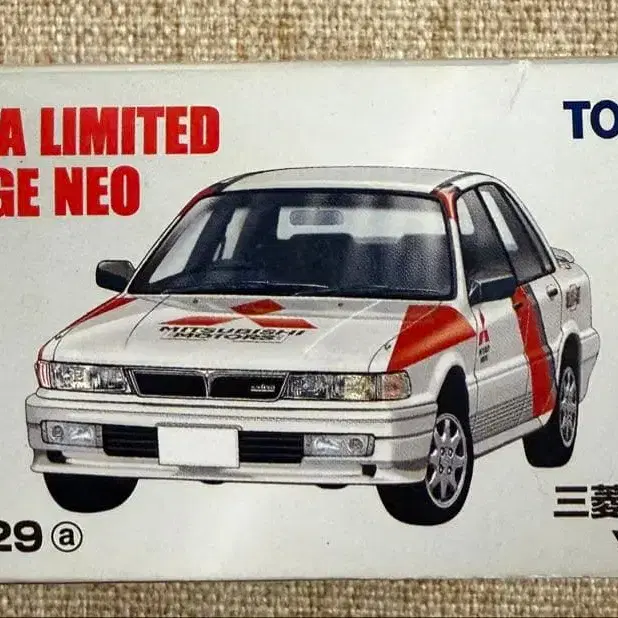 A LIMITED
GE NEO
TO
MITSUBISHI
MOTORS
29 ⓐ
三菱